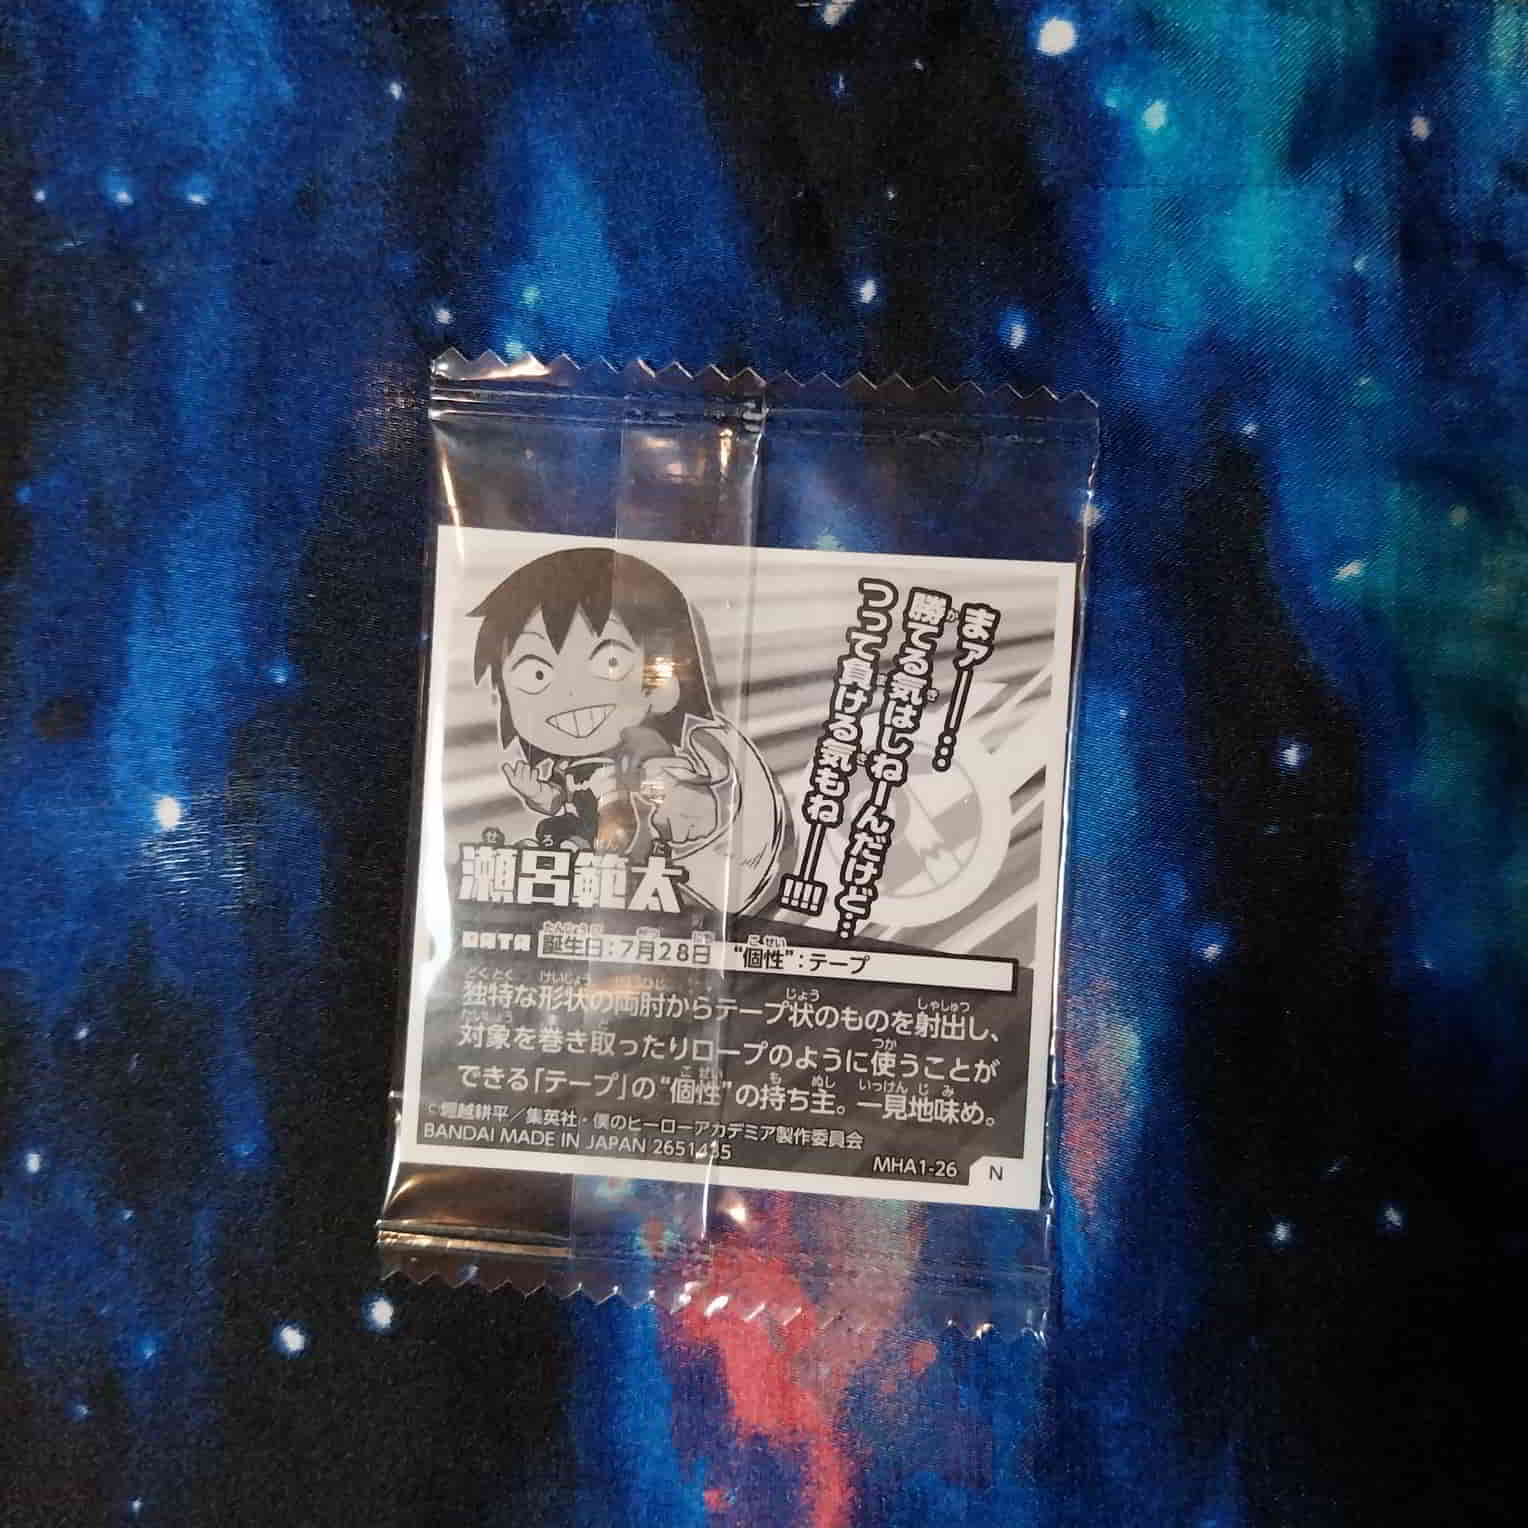 まァ――…
勝てる気はしねーんだけど…
つって負ける気もね――!!!!
瀬呂範太
DATA 誕生日：7月28日 “個性”：テープ
独特な形状の両肘からテープ状のものを射出し、
対象を巻き取ったりロープのように使うことが
できる「テープ」の“個性”の持ち主。一見地味め。
©堀越耕平／集英社・僕のヒーローアカデミア製作委員会
BANDAI MADE IN JAPAN 2651435
MHA1-26 N